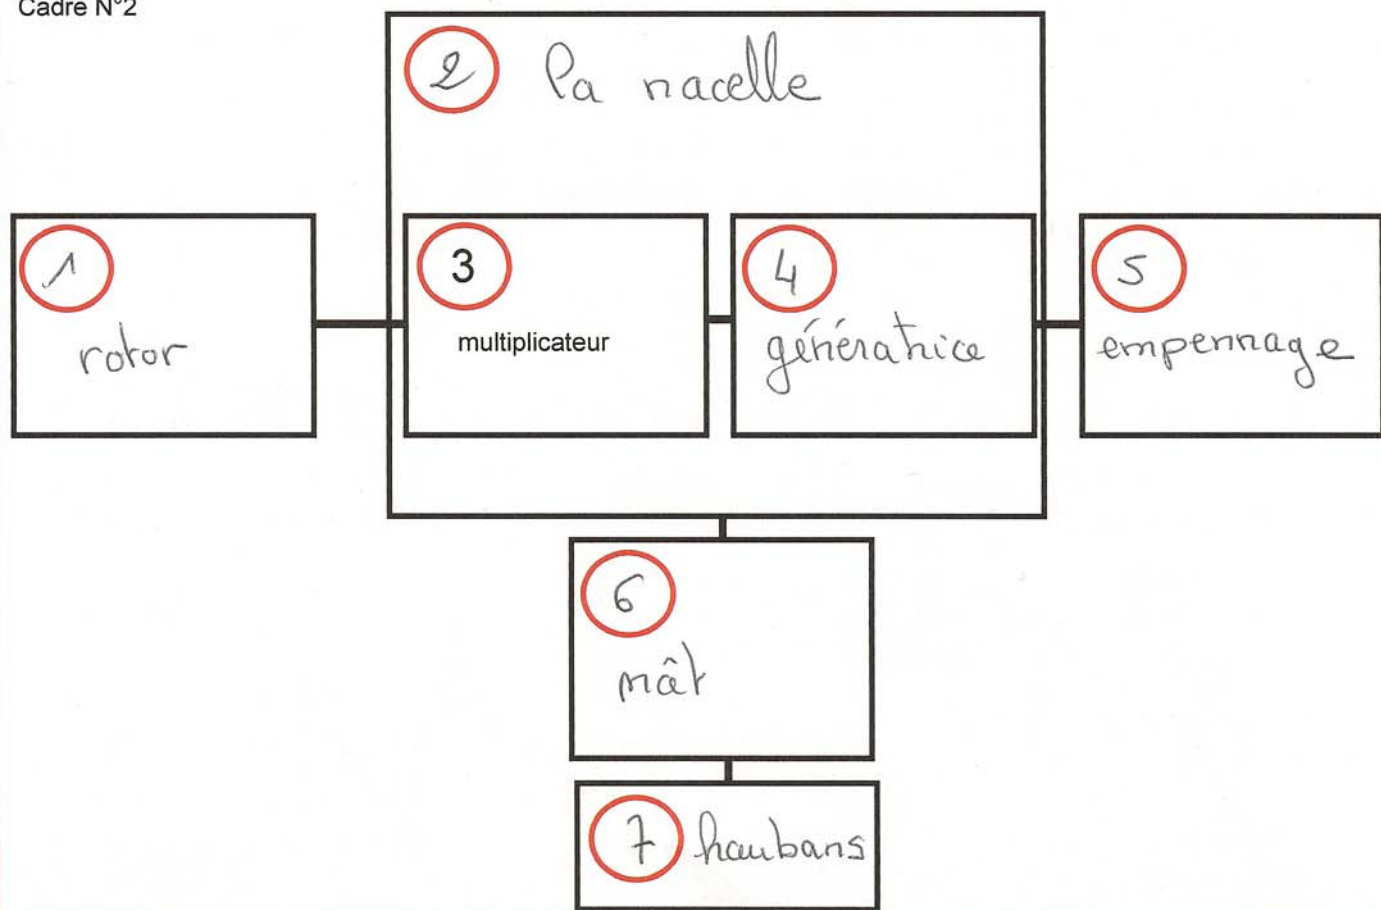 Cadre N°2
2 la nacelle
1
rotor
3
multiplicateur
4
génératrice
5
empennage
6
mât
7 haubans